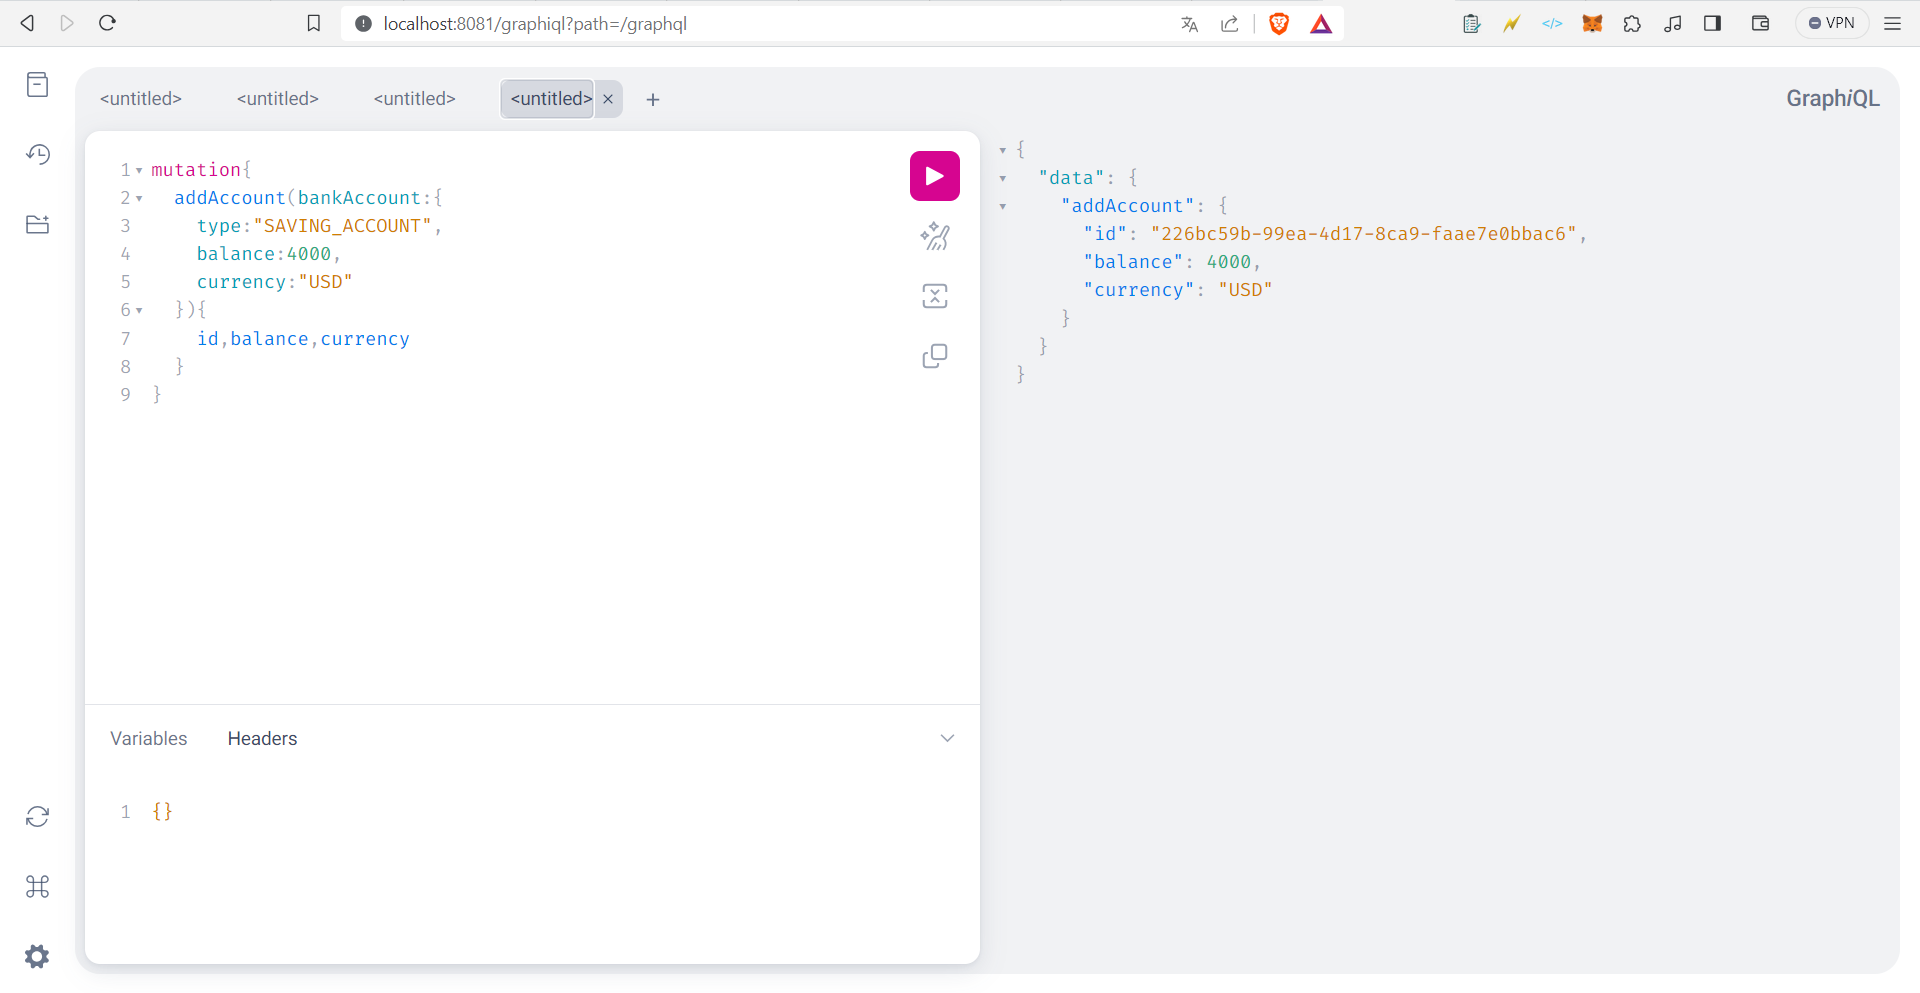 localhost:8081/graphiql?path=/graphql
VPN
<untitled> <untitled> <untitled> <untitled>
GraphiQL
1 mutation{
2 addAccount(bankAccount:{
3 type:"SAVING_ACCOUNT",
4 balance:4000,
5 currency:"USD"
6 }){
7 id,balance,currency
8 }
9 }
{
"data": {
"addAccount": {
"id": "226bc59b-99ea-4d17-8ca9-faae7e0bbac6",
"balance": 4000,
"currency": "USD"
}
}
}
Variables Headers
1 {}